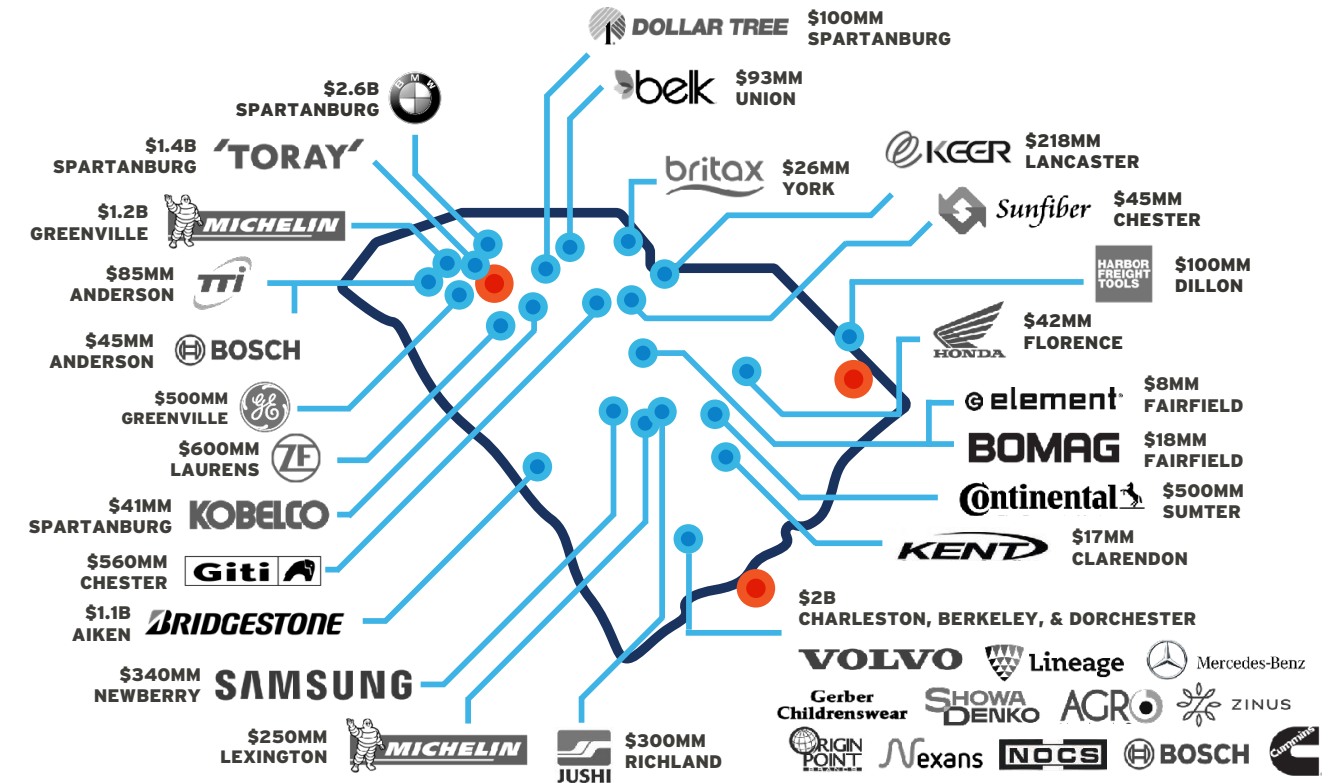 DOLLAR TREE
$100MM
SPARTANBURG
belk
$93MM
UNION
$2.6B
SPARTANBURG
BMW
$1.4B
SPARTANBURG
'TORAY'
$1.2B
GREENVILLE
MICHELIN
$85MM
ANDERSON
TTi
$45MM
ANDERSON
BOSCH
$500MM
GREENVILLE
GE
$600MM
LAURENS
ZF
$41MM
SPARTANBURG
KOBELCO
$560MM
CHESTER
Giti
$1.1B
AIKEN
BRIDGESTONE
$340MM
NEWBERRY
SAMSUNG
$250MM
LEXINGTON
MICHELIN
JUSHI
$300MM
RICHLAND
britax
$26MM
YORK
KEER
$218MM
LANCASTER
Sunfiber
$45MM
CHESTER
HARBOR
FREIGHT
TOOLS
$100MM
DILLON
HONDA
$42MM
FLORENCE
element
$8MM
FAIRFIELD
BOMAG
$18MM
FAIRFIELD
Continental
$500MM
SUMTER
KENT
$17MM
CLARENDON
$2B
CHARLESTON, BERKELEY, & DORCHESTER
VOLVO
Lineage
Mercedes-Benz
Gerber
Childrenswear
SHOWA
DENKO
AGRO
ZINUS
ORIGIN
POINT
BRANDS
Nexans
NOCS
BOSCH
Cummins